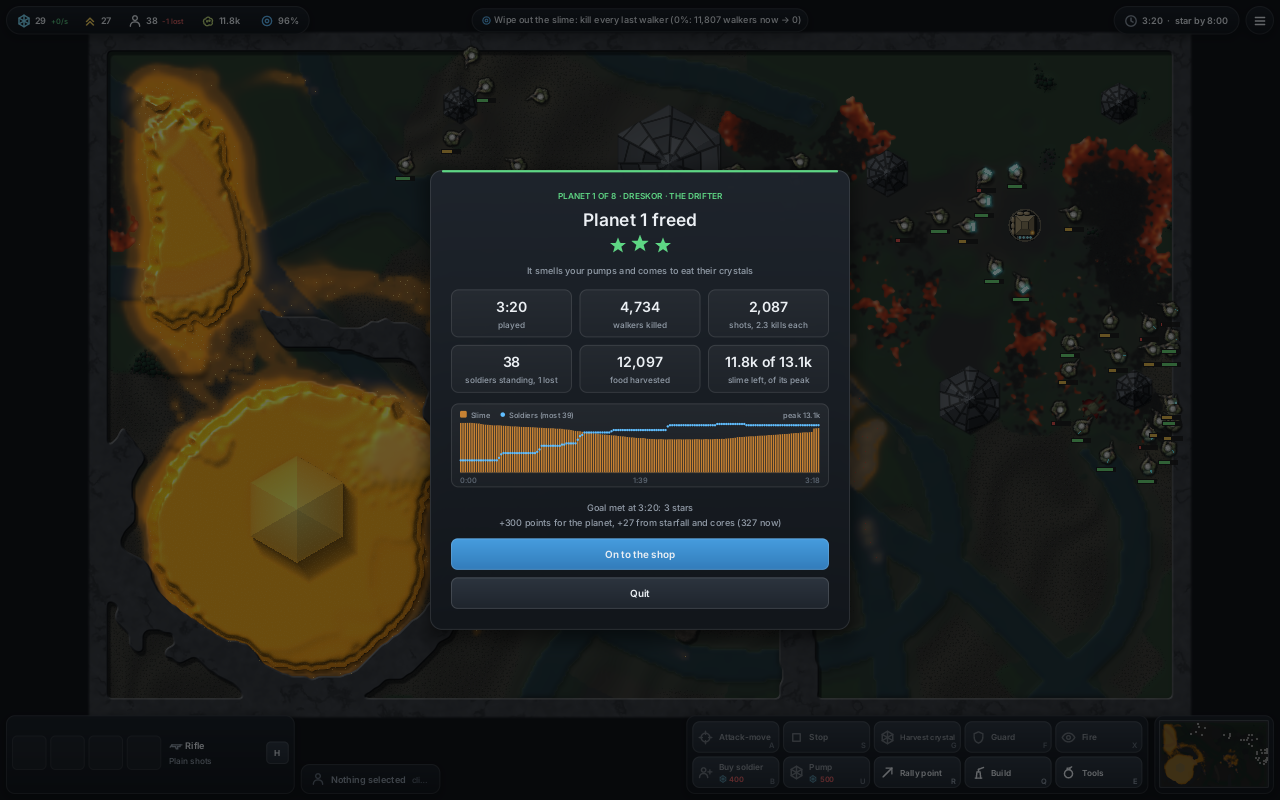 29 +0/s 27 38 -1 lost 11.8k 96%
Wipe out the slime: kill every last walker (0%: 11,807 walkers now → 0)
3:20 · star by 8:00
PLANET 1 OF 8 · DRESKOR · THE DRIFTER
Planet 1 freed
It smells your pumps and comes to eat their crystals
3:20 4,734 2,087
played walkers killed shots, 2.3 kills each
38 12,097 11.8k of 13.1k
soldiers standing, 1 lost food harvested slime left, of its peak
Slime Soldiers (most 39) peak 13.1k
0:00 1:39 3:18
Goal met at 3:20: 3 stars
+300 points for the planet, +27 from starfall and cores (327 now)
On to the shop
Quit
Rifle
Plain shots
H
Nothing selected
Attack-move A Stop S Harvest crystal G Guard F Fire X
Buy soldier 400 B Pump 500 U Rally point R Build Q Tools E